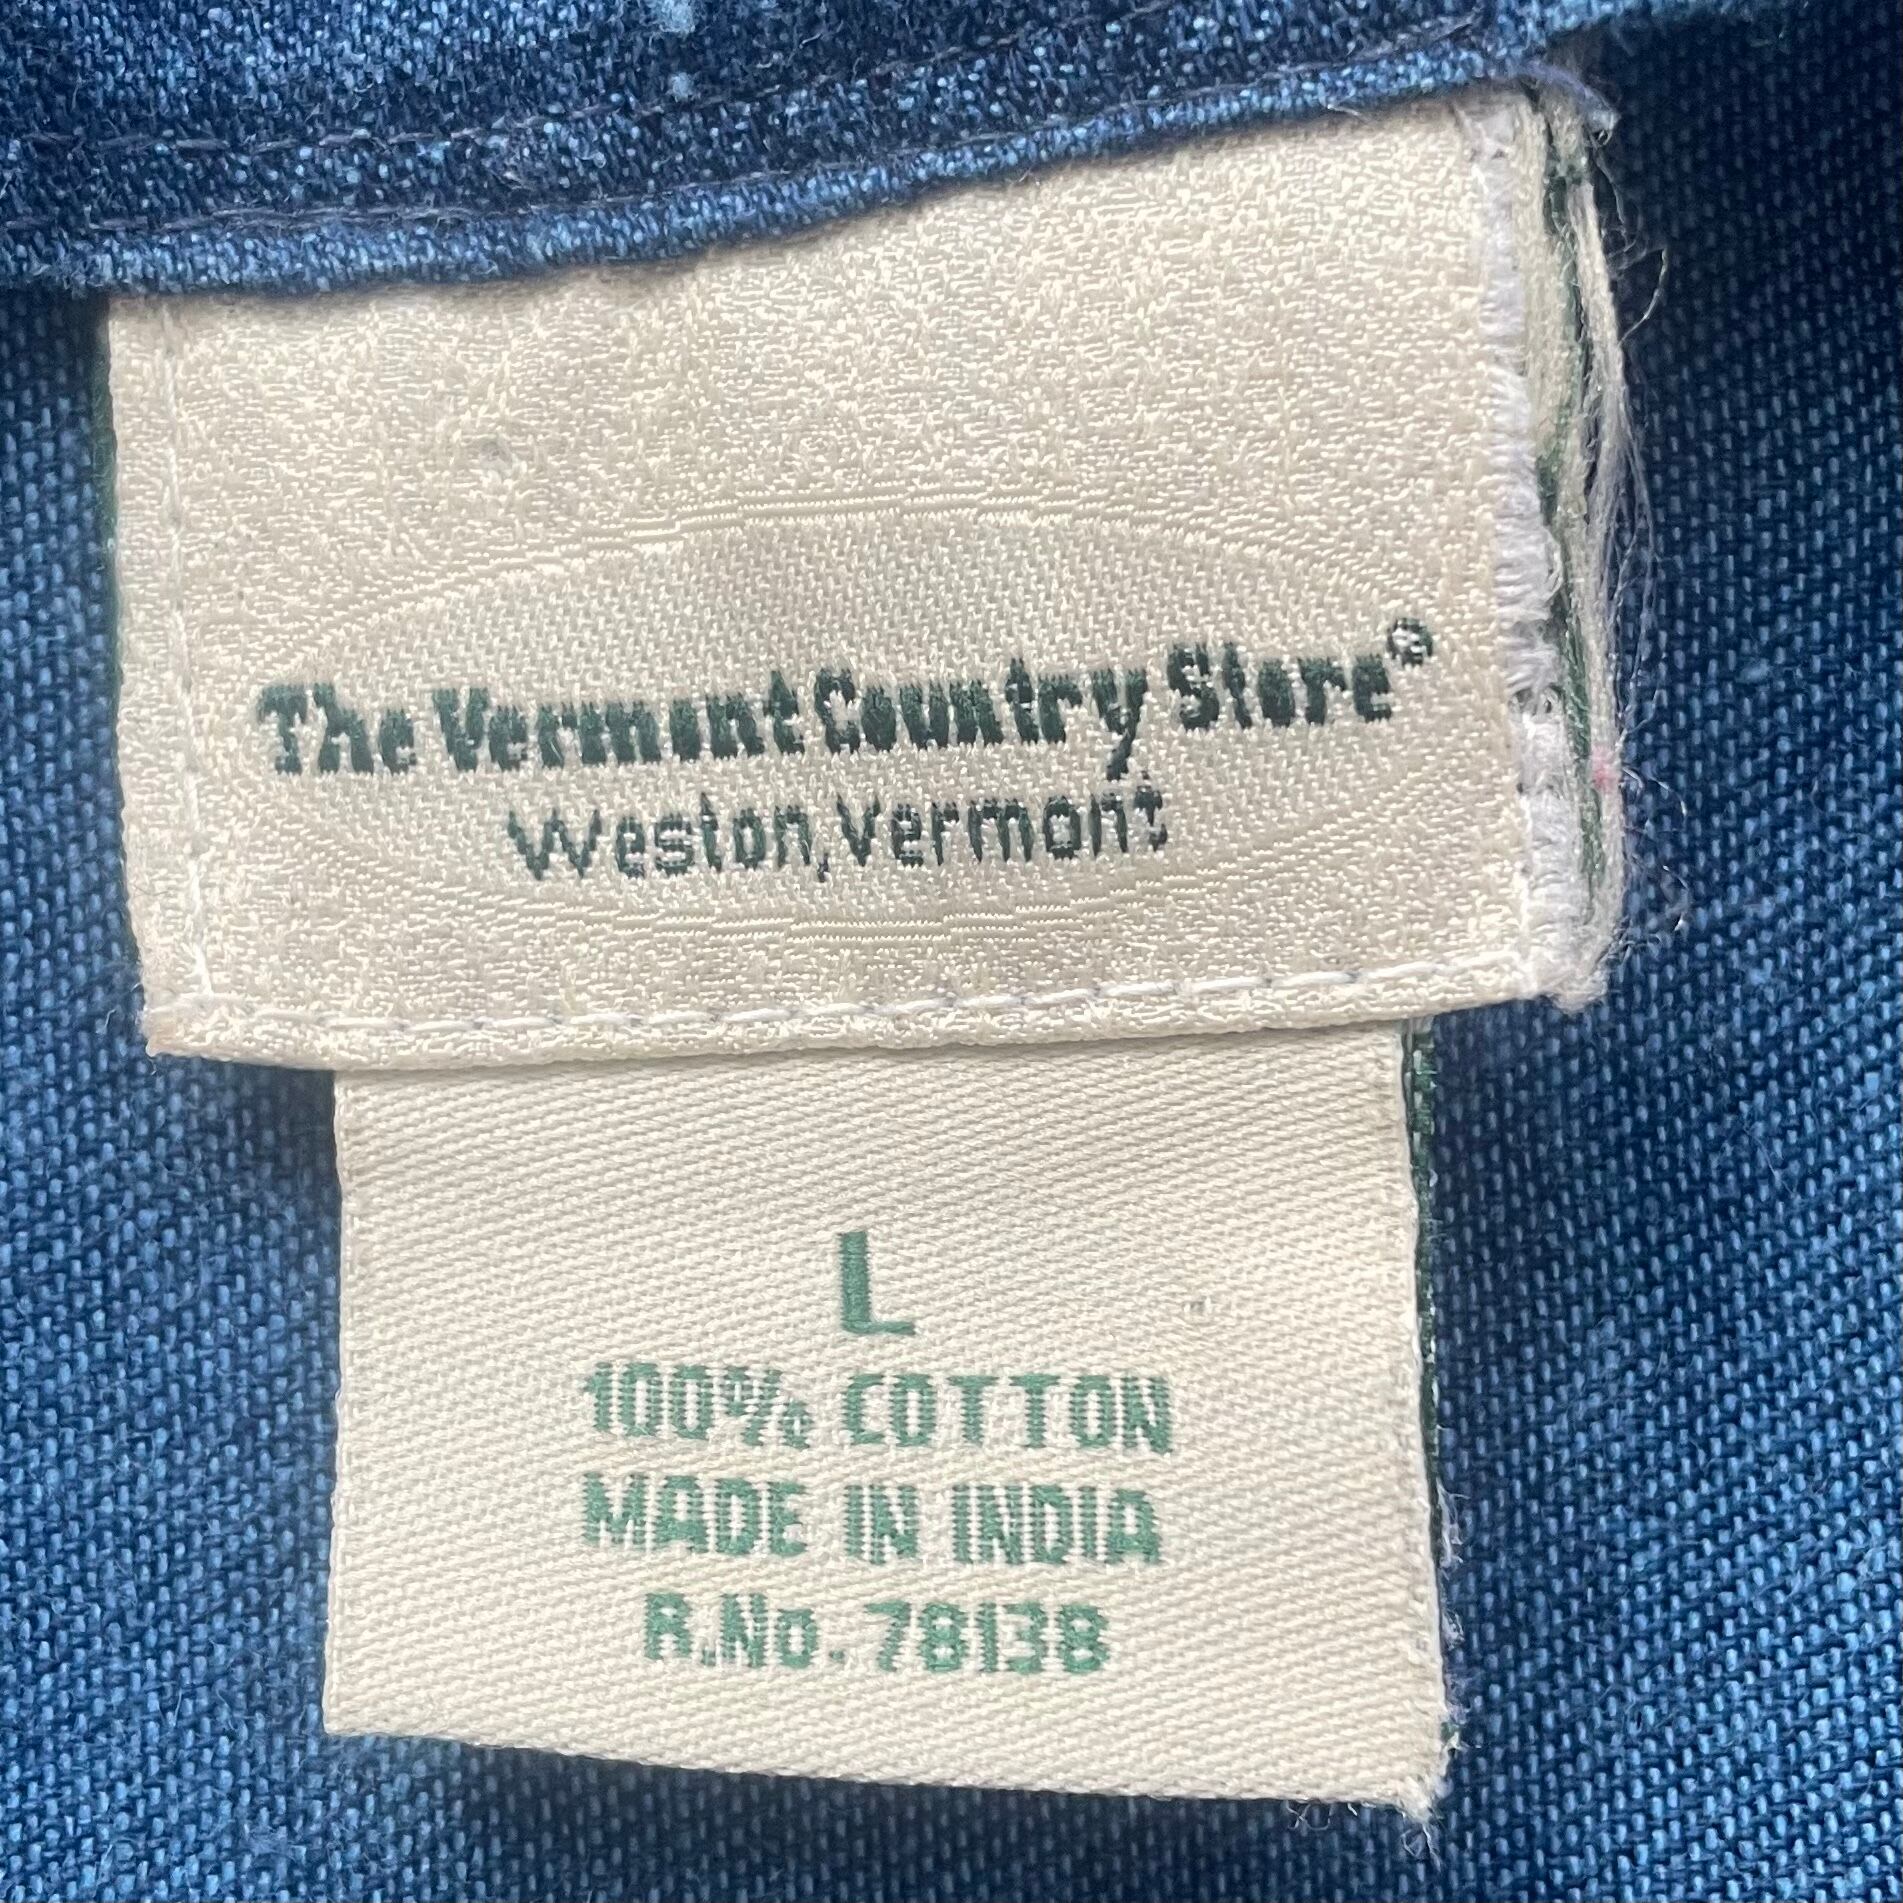 The Vermont Country Store®
Weston, Vermont
L
100% COTTON
MADE IN INDIA
R.No. 78138